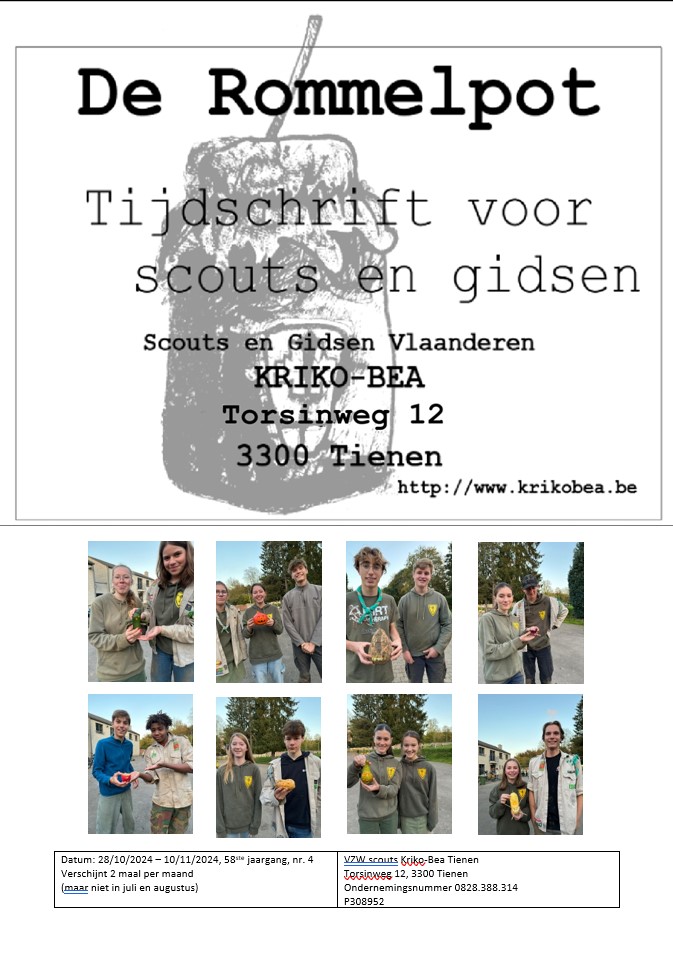 De Rommelpot
Tijdschrift voor
scouts en gidsen
Scouts en Gidsen Vlaanderen
KRIKO-BEA
Torsinweg 12
3300 Tienen
http://www.krikobea.be
Datum: 28/10/2024 – 10/11/2024, 58ste jaargang, nr. 4
Verschijnt 2 maal per maand
(maar niet in juli en augustus)
VZW scouts Kriko-Bea Tienen
Torsinweg 12, 3300 Tienen
Ondernemingsnummer 0828.388.314
P308952